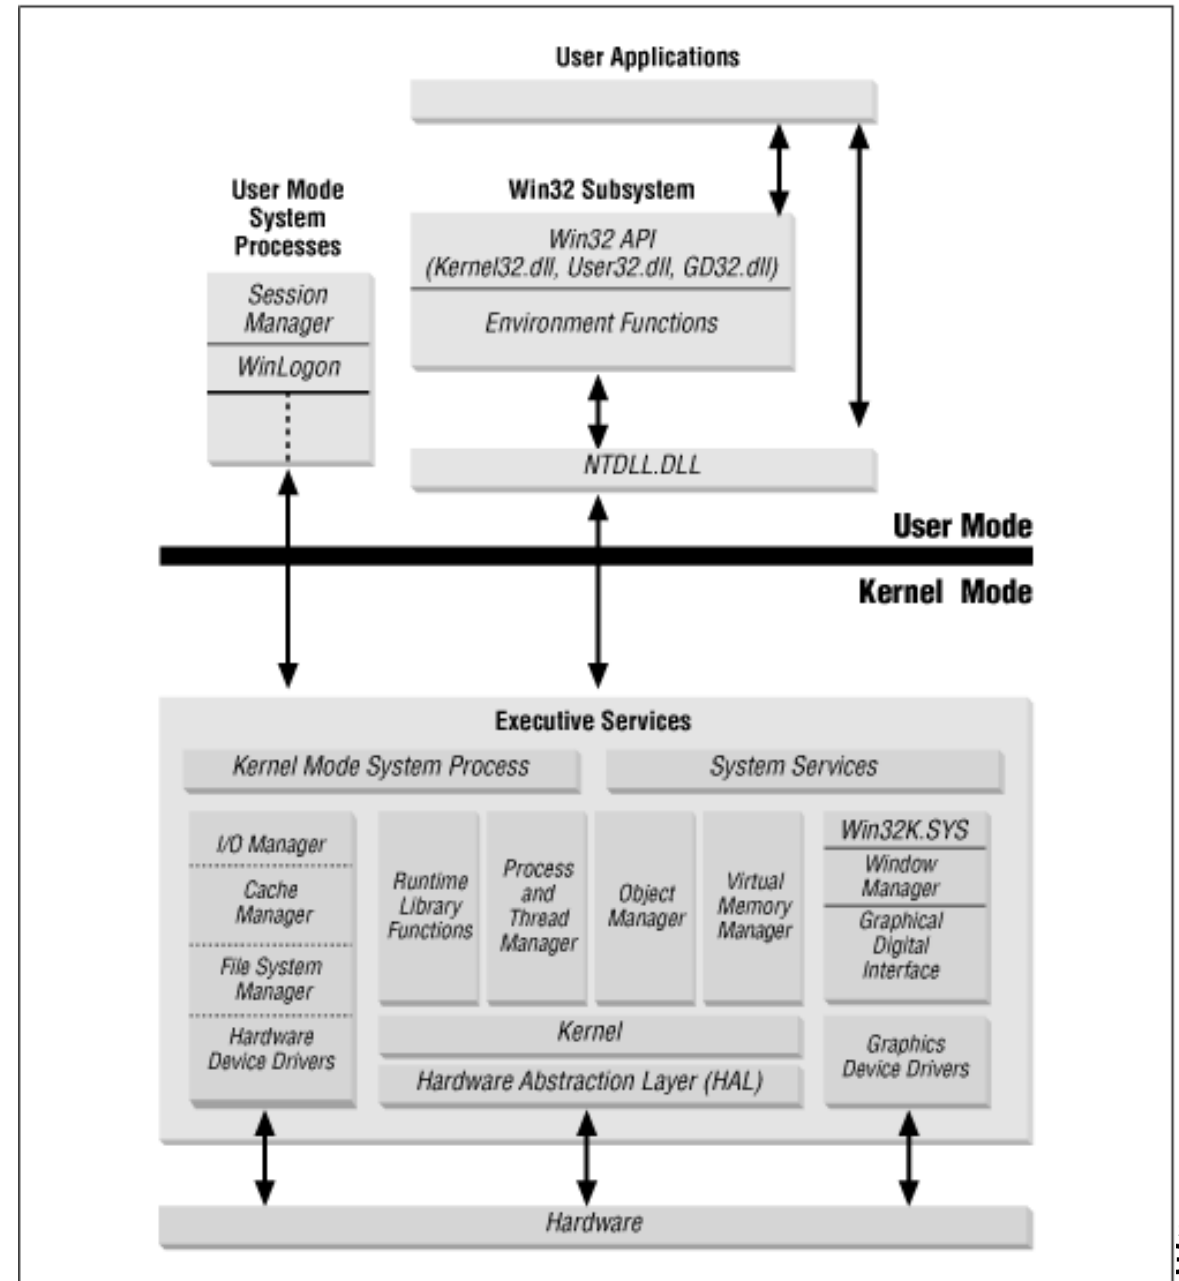 User Applications
User Mode
System
Processes
Session
Manager
WinLogon
Win32 Subsystem
Win32 API
(Kernel32.dll, User32.dll, GD32.dll)
Environment Functions
NTDLL.DLL
User Mode
Kernel Mode
Executive Services
Kernel Mode System Process
System Services
I/O Manager
Cache
Manager
File System
Manager
Hardware
Device Drivers
Runtime
Library
Functions
Process
and
Thread
Manager
Object
Manager
Virtual
Memory
Manager
Win32K.SYS
Window
Manager
Graphical
Digital
Interface
Kernel
Hardware Abstraction Layer (HAL)
Graphics
Device Drivers
Hardware